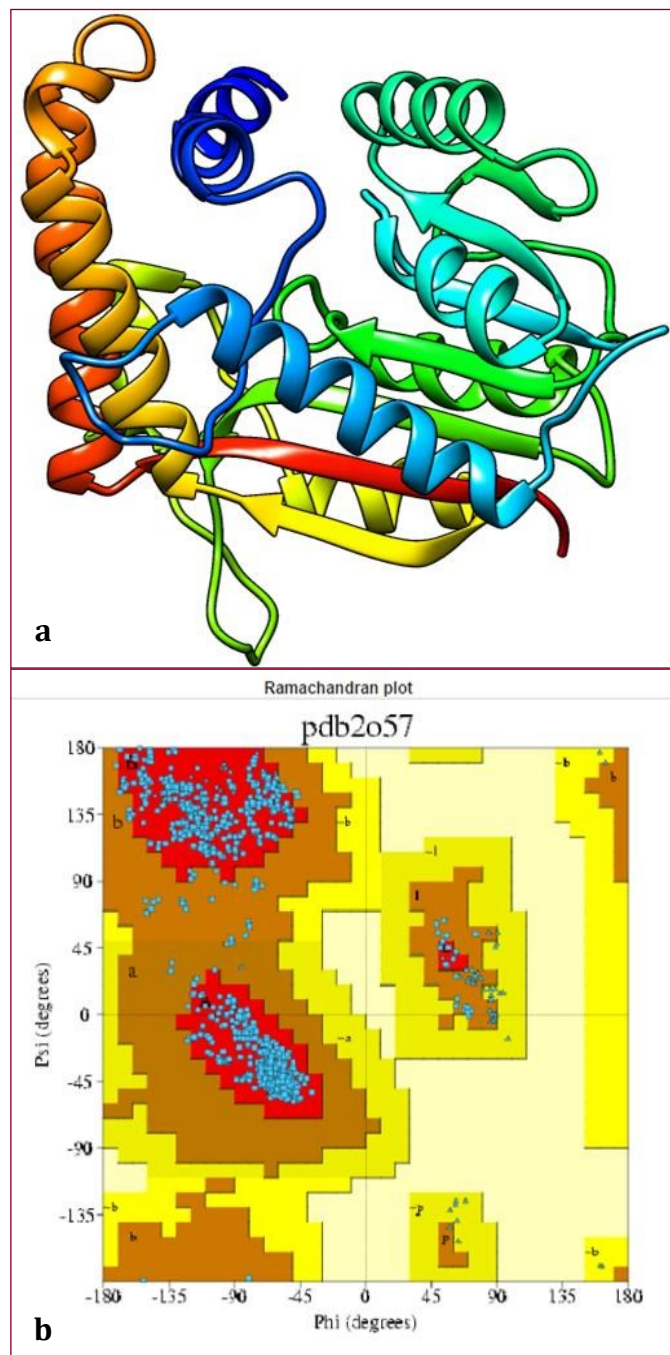 a
Ramachandran plot
pdb2o57
180
135
90
45
0
-45
-90
-135
Psi (degrees)
b
b
~b
~b
b
~l
l
a
~a
~b
b
~p
p
~b
-180
-135
-90
-45
0
45
90
135
180
Phi (degrees)
b